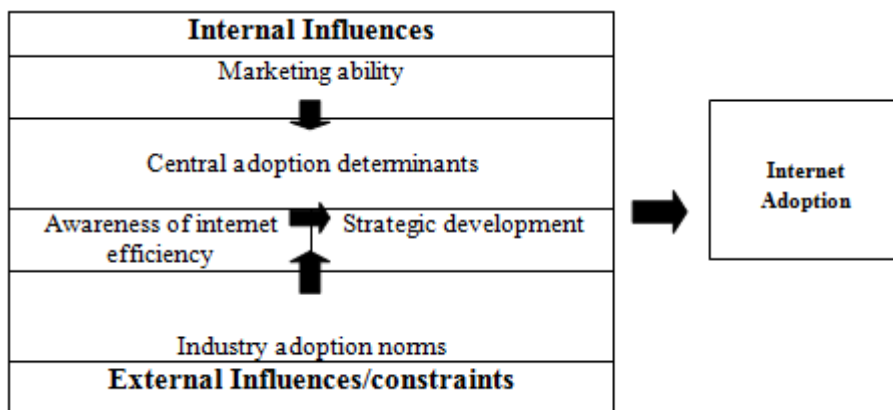 Internal Influences
Marketing ability
Central adoption determinants
Awareness of internet
efficiency
Strategic development
Industry adoption norms
External Influences/constraints
Internet
Adoption